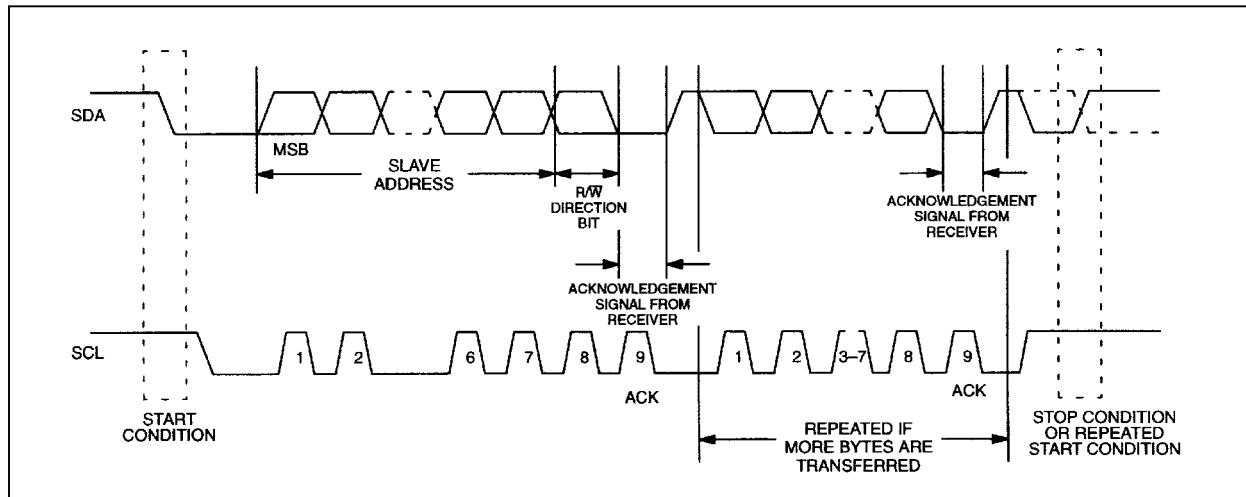 SDA
MSB
SLAVE
ADDRESS
R/W̅
DIRECTION
BIT
ACKNOWLEDGEMENT
SIGNAL FROM
RECEIVER
ACKNOWLEDGEMENT
SIGNAL FROM
RECEIVER
SCL
1 2 6 7 8 9 1 2 3–7 8 9
ACK
ACK
START
CONDITION
REPEATED IF
MORE BYTES ARE
TRANSFERRED
STOP CONDITION
OR REPEATED
START CONDITION